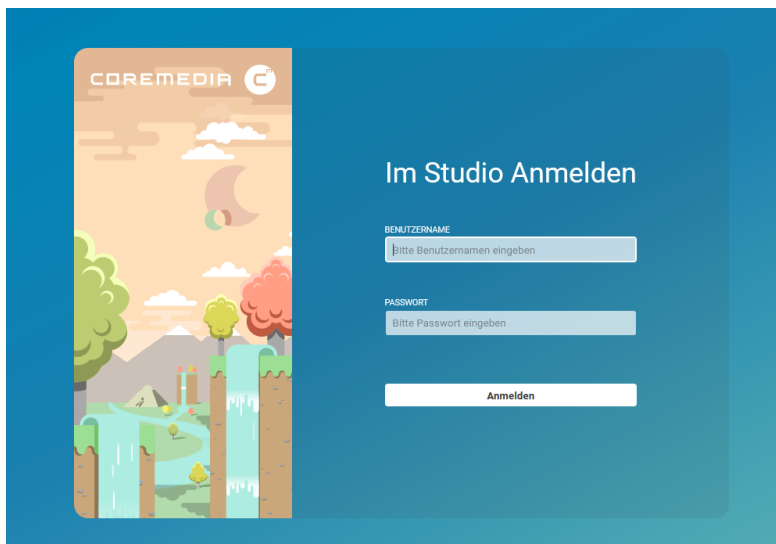 COREMEDIA
Im Studio Anmelden
BENUTZERNAME
Bitte Benutzernamen eingeben
PASSWORT
Bitte Passwort eingeben
Anmelden